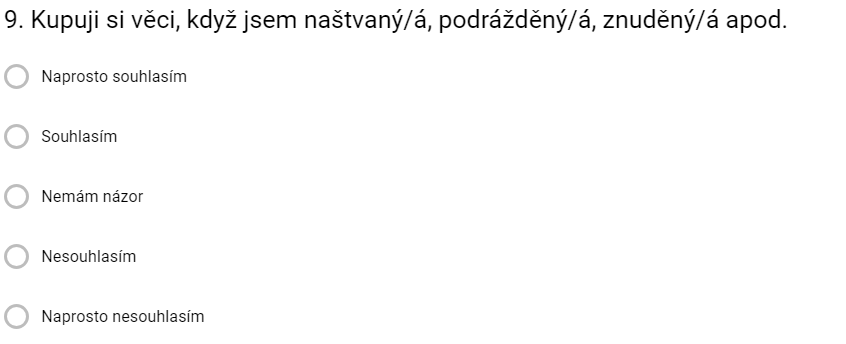 9. Kupuji si věci, když jsem naštvaný/á, podrážděný/á, znuděný/á apod.
Naprosto souhlasím
Souhlasím
Nemám názor
Nesouhlasím
Naprosto nesouhlasím